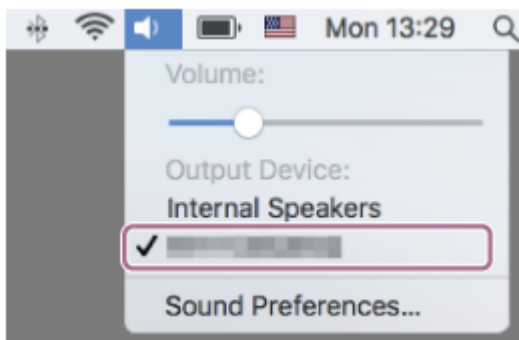 Mon 13:29
Volume:
Output Device:
Internal Speakers
Sound Preferences...